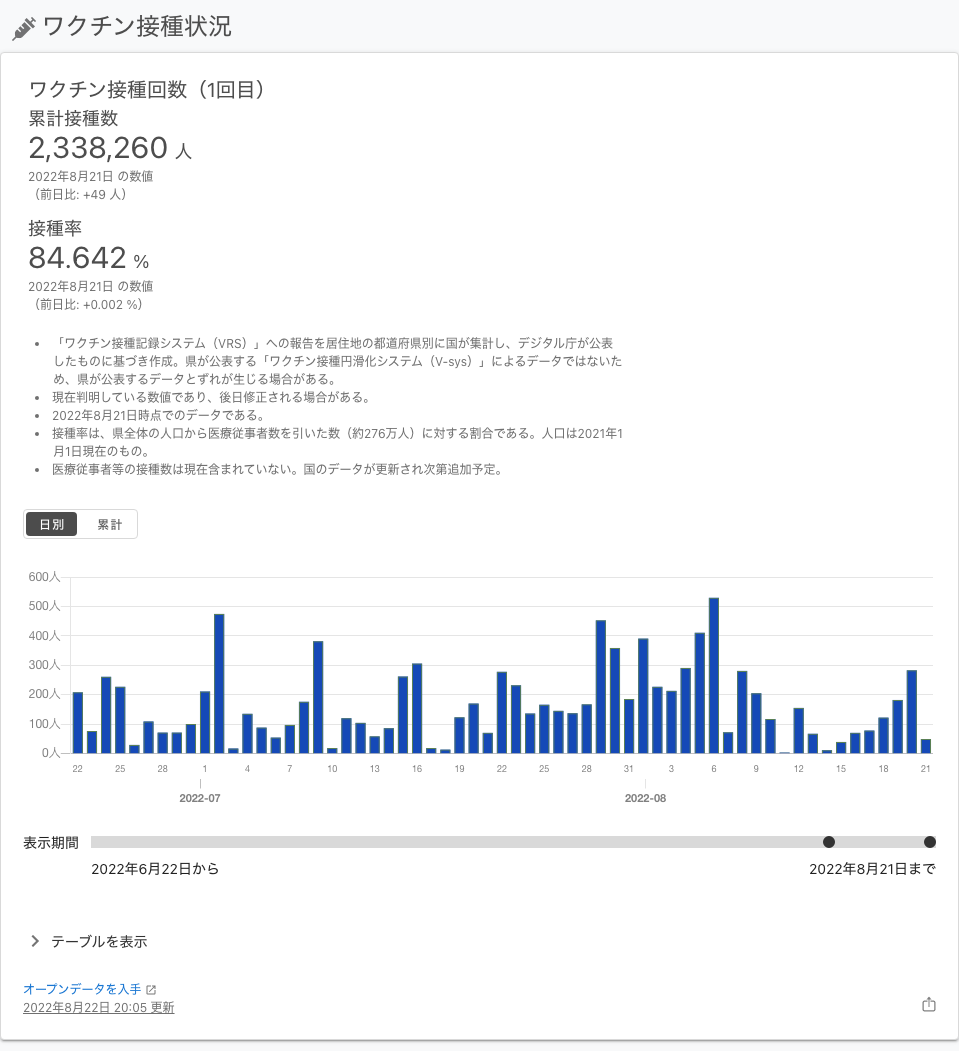 ワクチン接種状況
ワクチン接種回数（1回目）
累計接種数
2,338,260 人
2022年8月21日 の数値
（前日比: +49 人）
接種率
84.642 %
2022年8月21日 の数値
（前日比: +0.002 %）
• 「ワクチン接種記録システム（VRS）」への報告を居住地の都道府県別に国が集計し、デジタル庁が公表
したものに基づき作成。県が公表する「ワクチン接種円滑化システム（V-sys）」によるデータではないた
め、県が公表するデータとずれが生じる場合がある。
• 現在判明している数値であり、後日修正される場合がある。
• 2022年8月21日時点でのデータである。
• 接種率は、県全体の人口から医療従事者数を引いた数（約276万人）に対する割合である。人口は2021年1
月1日現在のもの。
• 医療従事者等の接種数は現在含まれていない。国のデータが更新され次第追加予定。
日別 累計
600人
500人
400人
300人
200人
100人
0人
22 25 28 1 4 7 10 13 16 19 22 25 28 31 3 6 9 12 15 18 21
2022-07 2022-08
表示期間
2022年6月22日から 2022年8月21日まで
テーブルを表示
オープンデータを入手
2022年8月22日 20:05 更新